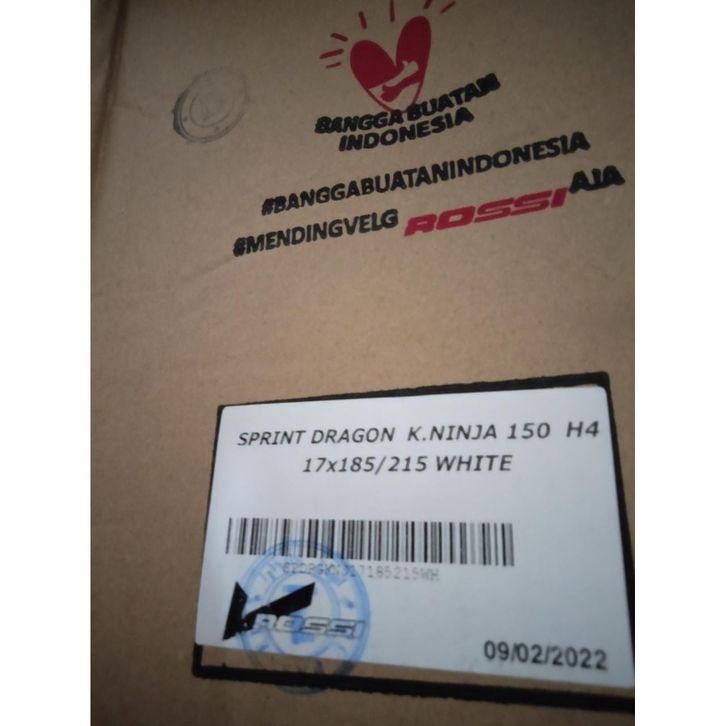 BANGGA BUATAN
INDONESIA
#BANGGABUATANINDONESIA
#MENDINGVELG ROSSI AJA
SPRINT DRAGON K.NINJA 150 H4
17x185/215 WHITE
ROSSI
09/02/2022